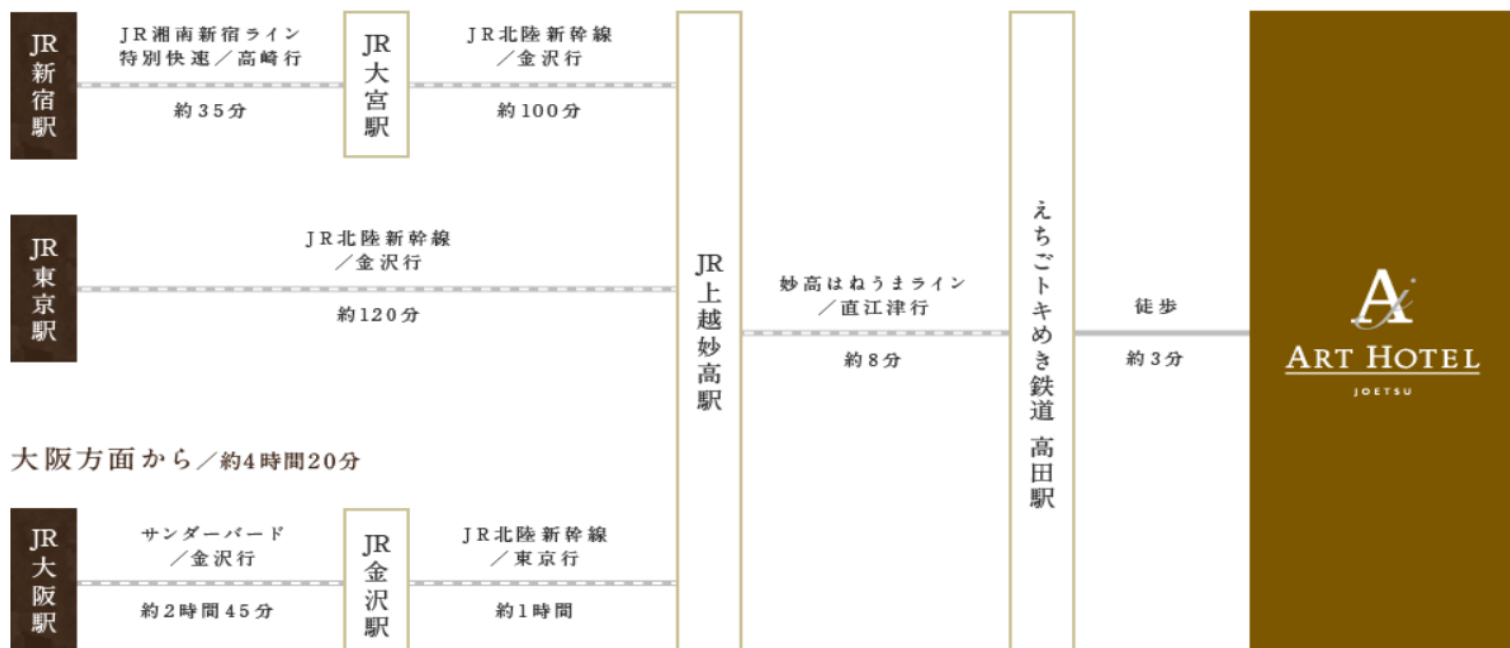 JR新宿駅
JR湘南新宿ライン
特別快速／高崎行
約35分
JR大宮駅
JR北陸新幹線
／金沢行
約100分
JR東京駅
JR北陸新幹線
／金沢行
約120分
大阪方面から／約4時間20分
JR大阪駅
サンダーバード
／金沢行
約2時間45分
JR金沢駅
JR北陸新幹線
／東京行
約1時間
JR上越妙高駅
妙高はねうまライン
／直江津行
約8分
えちごトキめき鉄道 高田駅
徒歩
約3分
Aj
ART HOTEL
JOETSU